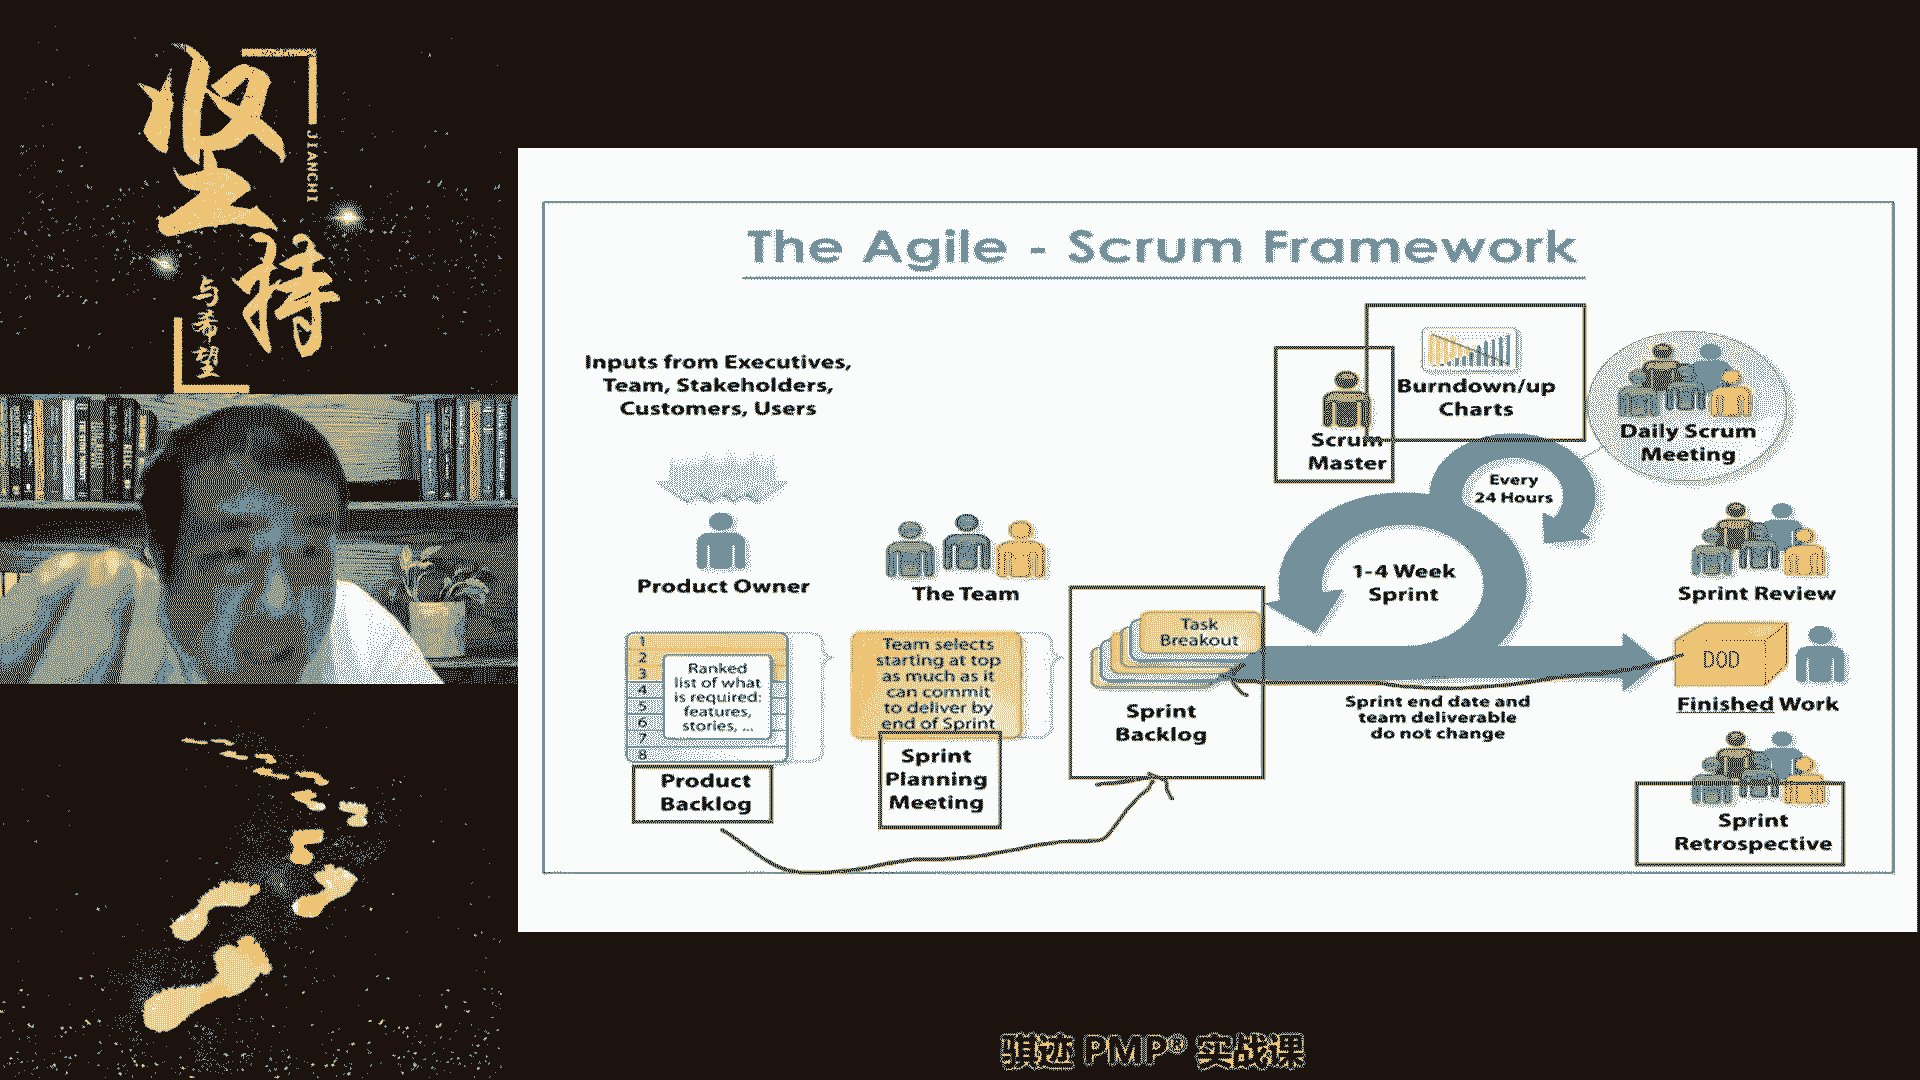 坚持
JIANCHI
与希望
The Agile - Scrum Framework
Inputs from Executives,
Team, Stakeholders,
Customers, Users
Product Owner
The Team
1
2
3
4
5
6
7
8
Ranked
list of what
is required:
features,
stories, ...
Product
Backlog
Team selects
starting at top
as much as it
can commit
to deliver by
end of Sprint
Sprint
Planning
Meeting
Task
Breakout
Sprint
Backlog
Scrum
Master
Burndown/up
Charts
Every
24 Hours
Daily Scrum
Meeting
1-4 Week
Sprint
Sprint end date and
team deliverable
do not change
Sprint Review
DOD
Finished Work
Sprint
Retrospective
骐迹 PMP® 实战课